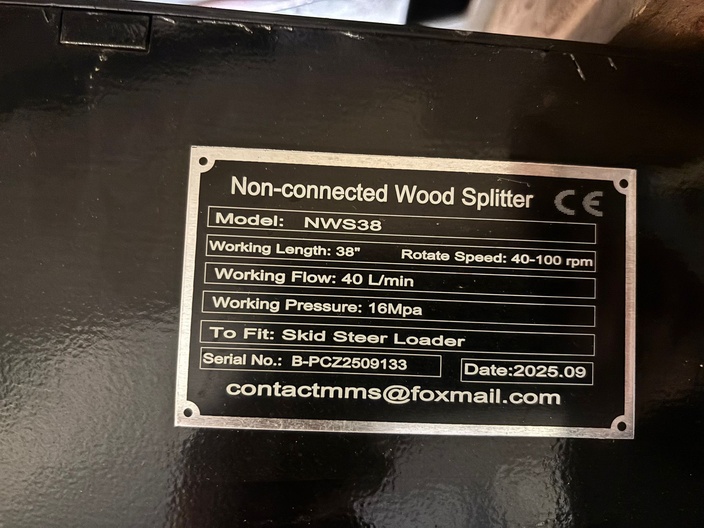 Non-connected Wood Splitter CE
Model: NWS38
Working Length: 38" Rotate Speed: 40-100 rpm
Working Flow: 40 L/min
Working Pressure: 16Mpa
To Fit: Skid Steer Loader
Serial No.: B-PCZ2509133 Date:2025.09
contactmms@foxmail.com